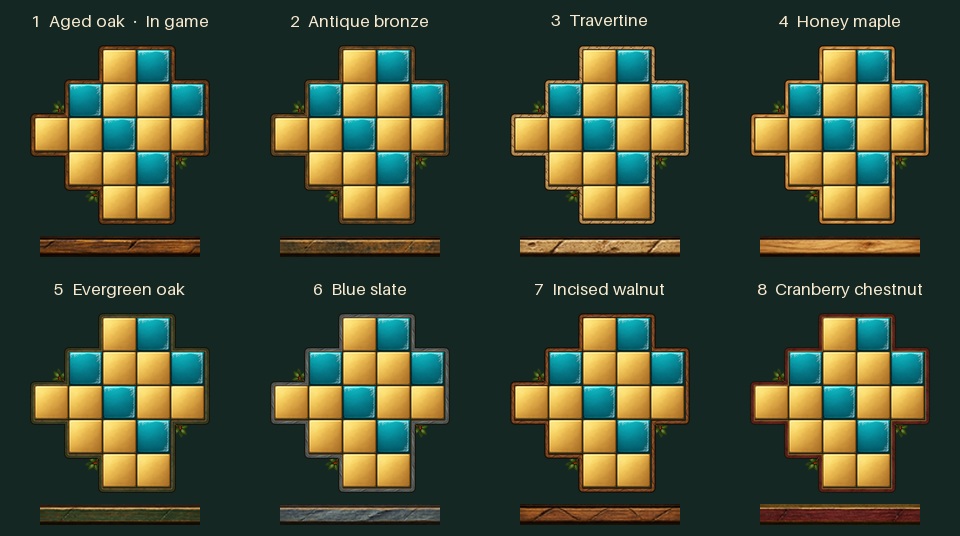 1 Aged oak · In game
2 Antique bronze
3 Travertine
4 Honey maple
5 Evergreen oak
6 Blue slate
7 Incised walnut
8 Cranberry chestnut